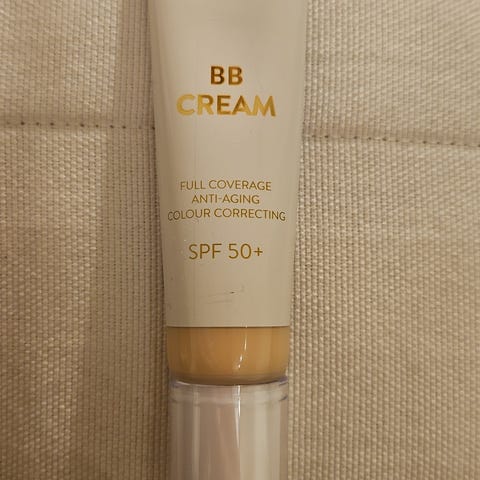 BB
CREAM
FULL COVERAGE
ANTI-AGING
COLOUR CORRECTING
SPF 50+